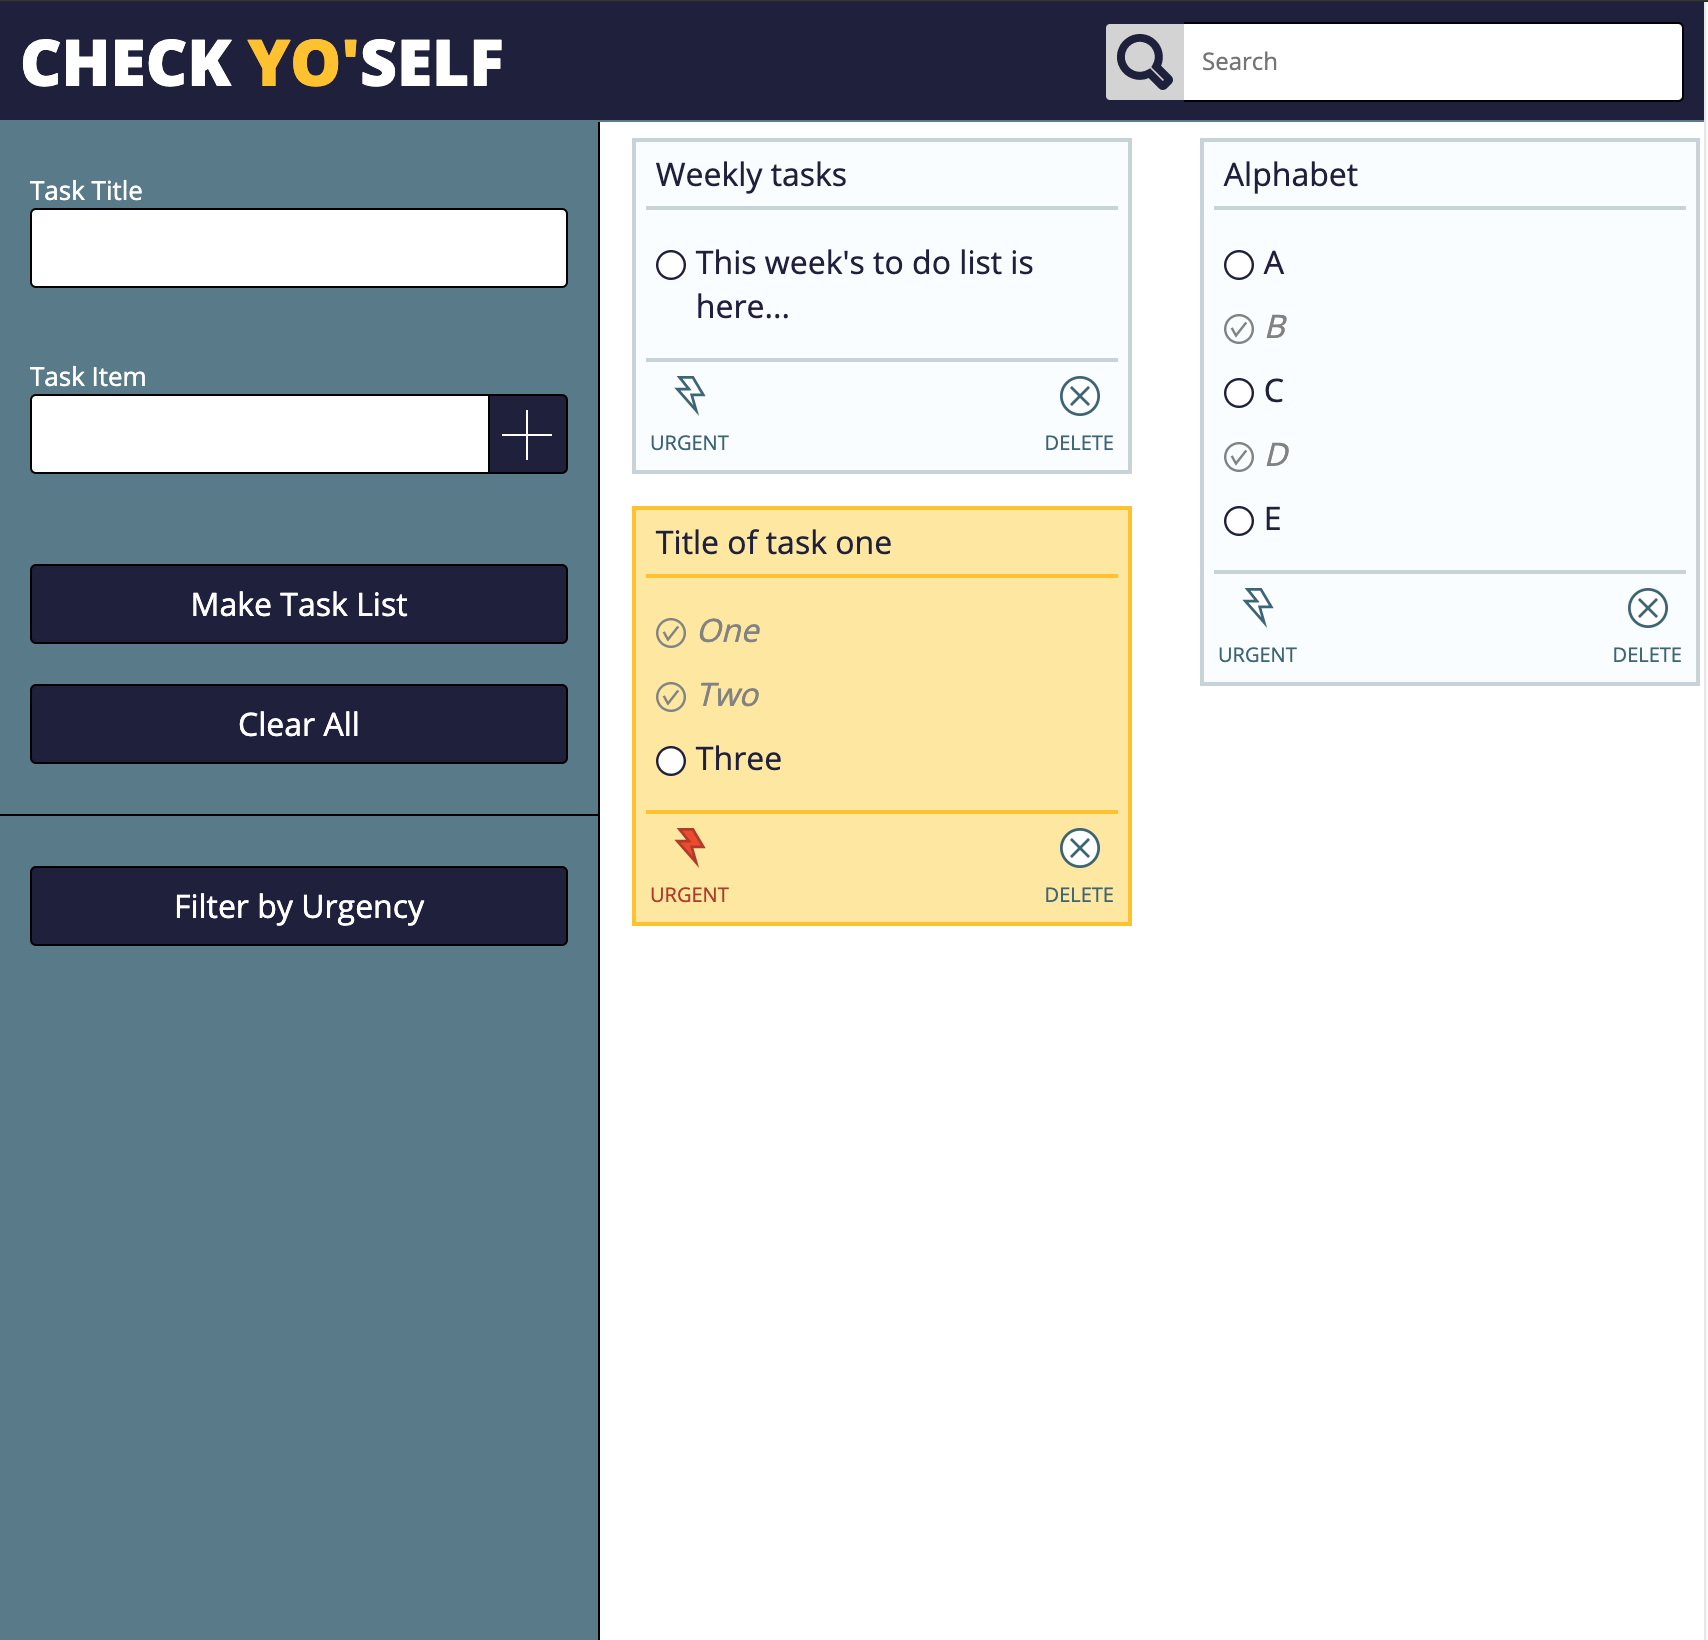 CHECK YO'SELF
Search
Task Title
Task Item
Make Task List
Clear All
Filter by Urgency
Weekly tasks
This week's to do list is
here...
URGENT
DELETE
Title of task one
One
Two
Three
URGENT
DELETE
Alphabet
A
B
C
D
E
URGENT
DELETE